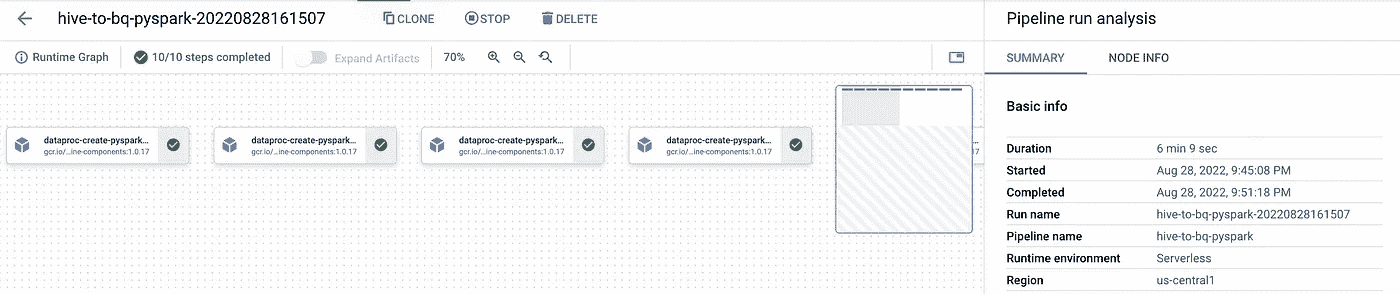 hive-to-bq-pyspark-20220828161507
CLONE
STOP
DELETE
Runtime Graph
10/10 steps completed
Expand Artifacts
70%
dataproc-create-pyspark...
gcr.io/...ine-components:1.0.17
dataproc-create-pyspark...
gcr.io/...ine-components:1.0.17
dataproc-create-pyspark...
gcr.io/...ine-components:1.0.17
dataproc-create-pyspark...
gcr.io/...ine-components:1.0.17
Pipeline run analysis
SUMMARY
NODE INFO
Basic info
Duration 6 min 9 sec
Started Aug 28, 2022, 9:45:08 PM
Completed Aug 28, 2022, 9:51:18 PM
Run name hive-to-bq-pyspark-20220828161507
Pipeline name hive-to-bq-pyspark
Runtime environment Serverless
Region us-central1